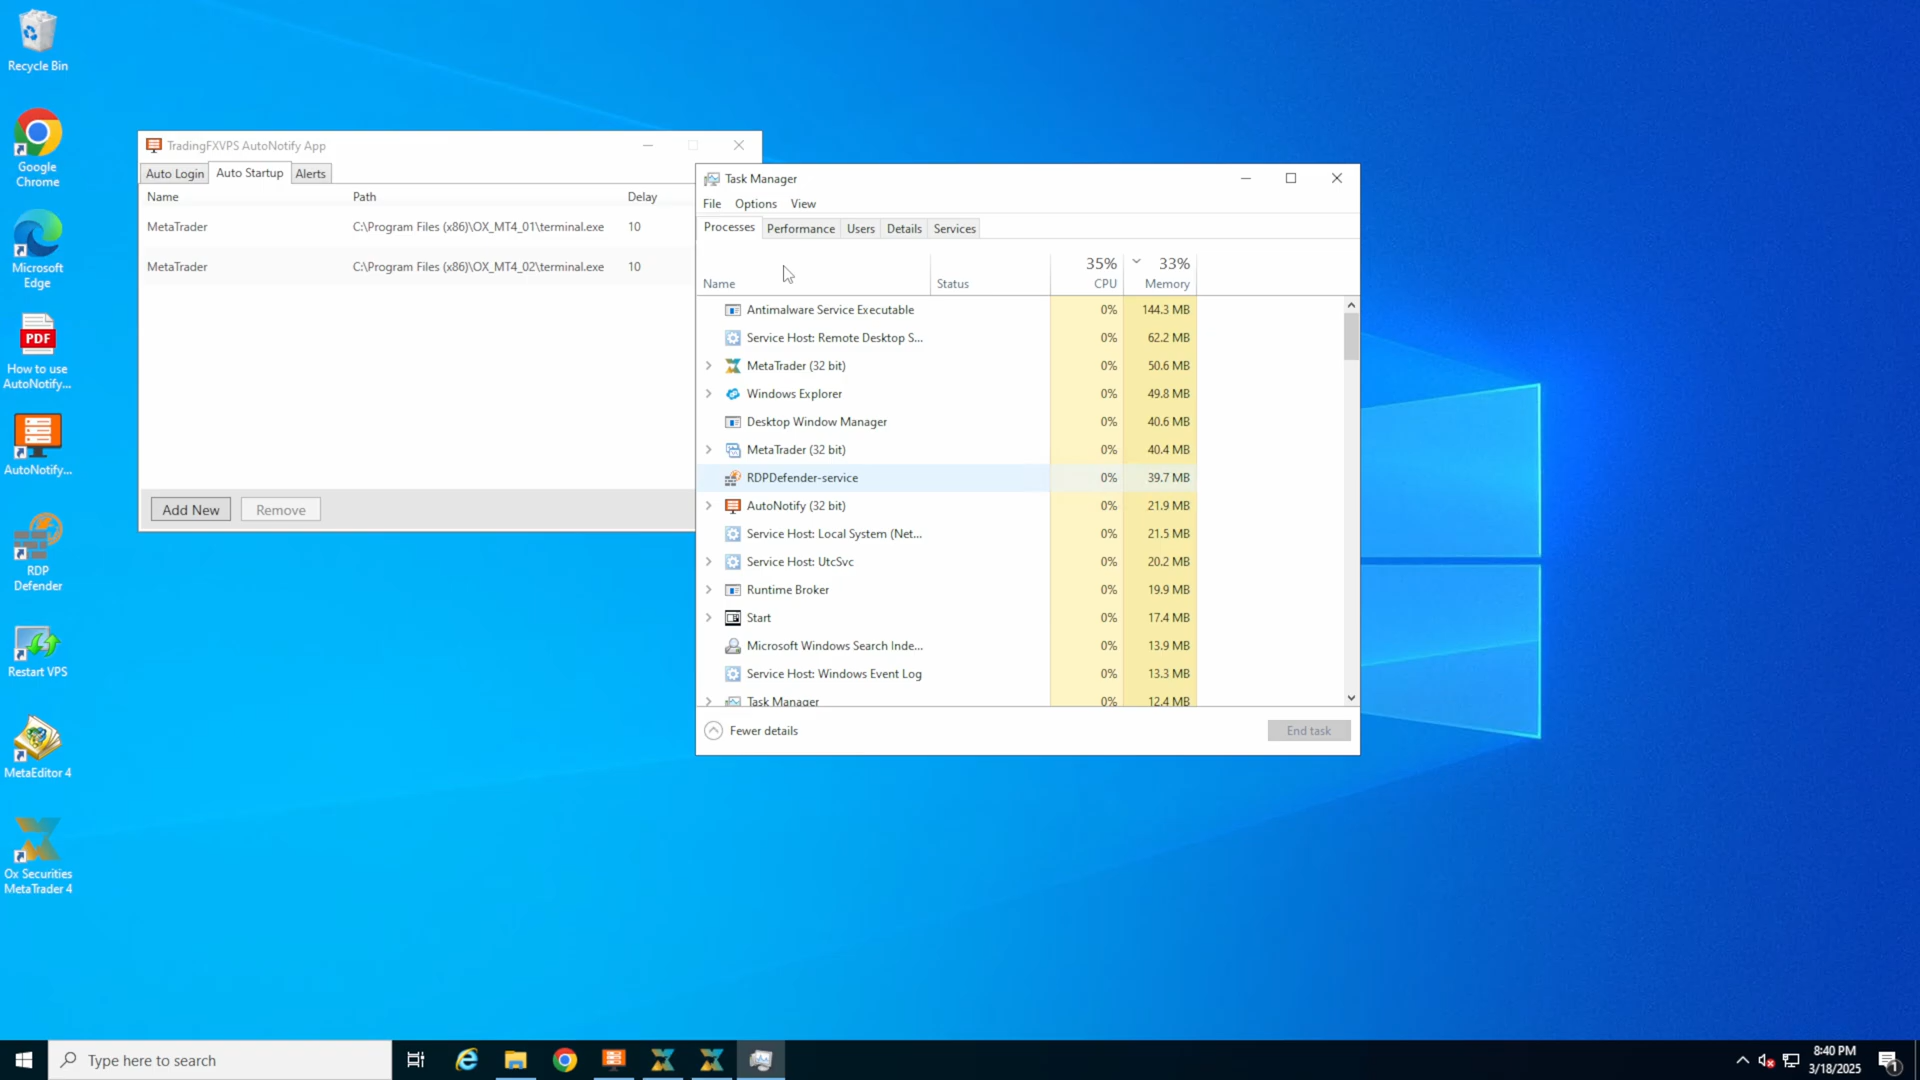 Recycle Bin
Google
Chrome
Microsoft
Edge
PDF
How to use
AutoNotify...
AutoNotify...
RDP
Defender
Restart VPS
MetaEditor 4
Ox Securities
MetaTrader 4
TradingFXVPS AutoNotify App
Auto Login Auto Startup Alerts
Name Path Delay
MetaTrader C:\Program Files (x86)\OX_MT4_01\terminal.exe 10
MetaTrader C:\Program Files (x86)\OX_MT4_02\terminal.exe 10
Add New Remove
Task Manager
File Options View
Processes Performance Users Details Services
35% 33%
Name Status CPU Memory
Antimalware Service Executable 0% 144.3 MB
Service Host: Remote Desktop S... 0% 62.2 MB
MetaTrader (32 bit) 0% 50.6 MB
Windows Explorer 0% 49.8 MB
Desktop Window Manager 0% 40.6 MB
MetaTrader (32 bit) 0% 40.4 MB
RDPDefender-service 0% 39.7 MB
AutoNotify (32 bit) 0% 21.9 MB
Service Host: Local System (Net... 0% 21.5 MB
Service Host: UtcSvc 0% 20.2 MB
Runtime Broker 0% 19.9 MB
Start 0% 17.4 MB
Microsoft Windows Search Inde... 0% 13.9 MB
Service Host: Windows Event Log 0% 13.3 MB
Task Manager 0% 12.4 MB
Fewer details End task
Type here to search
8:40 PM
3/18/2025
1